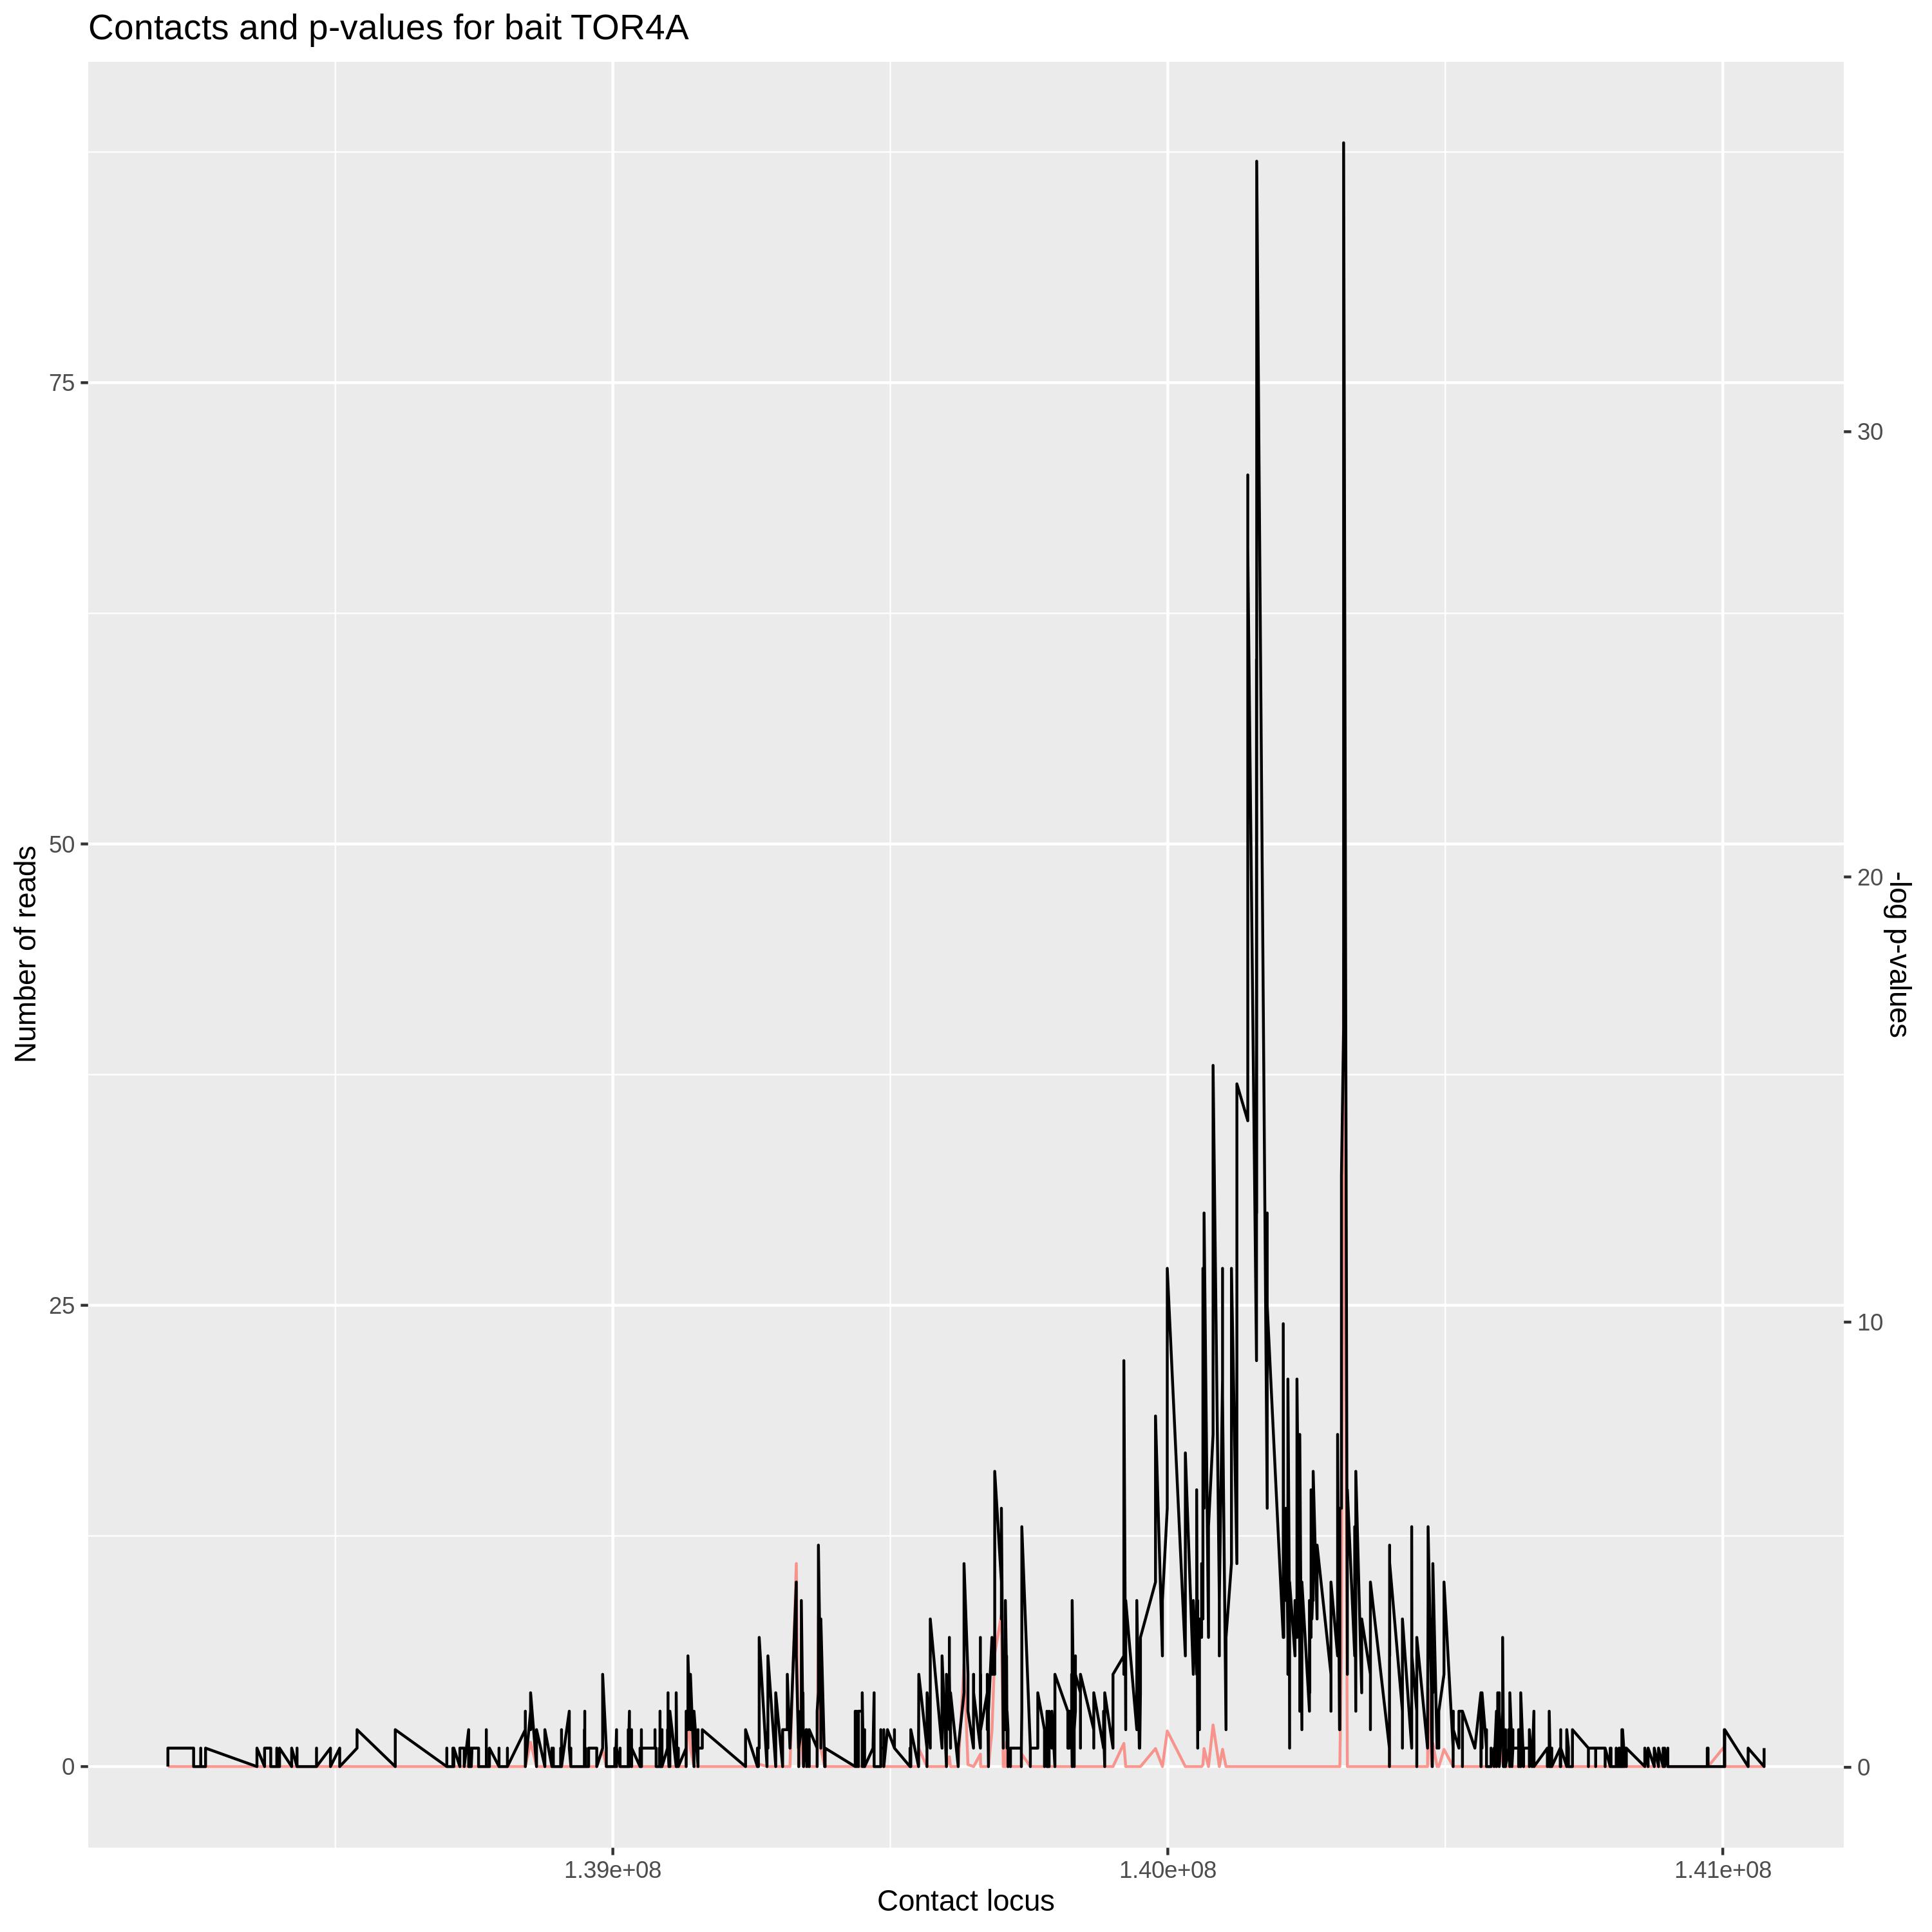 Contacts and p-values for bait TOR4A
75
50
25
0
Number of reads
30
20
10
0
-log p-values
1.39e+08
1.40e+08
1.41e+08
Contact locus